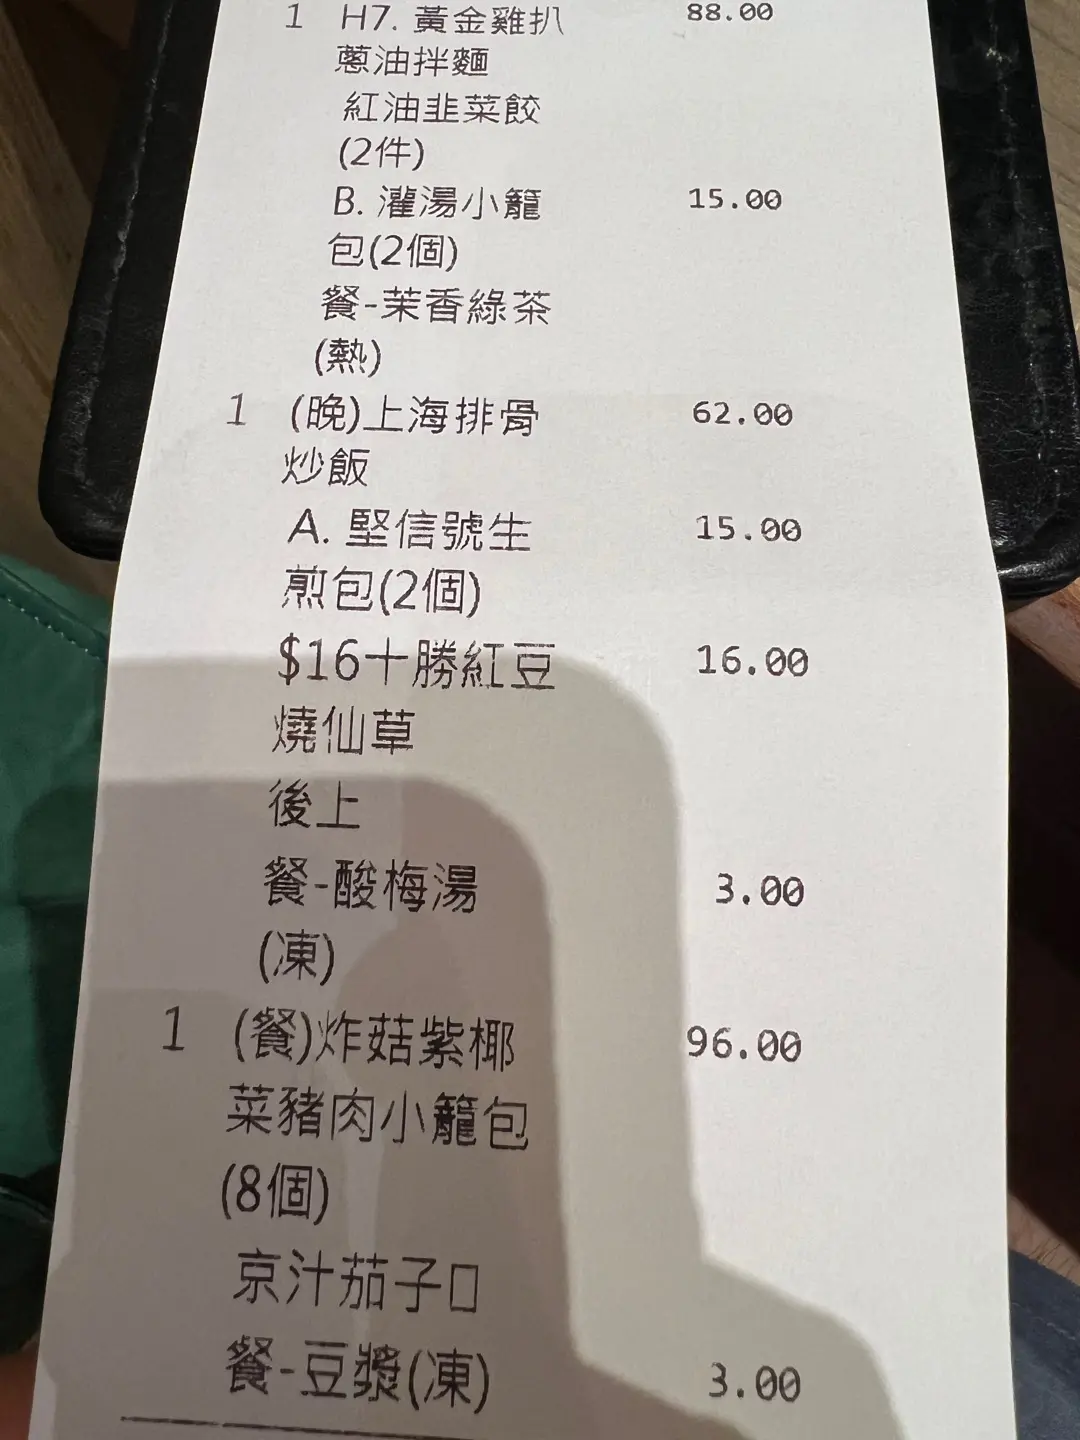 1 H7. 黃金雞扒 88.00
蔥油拌麵
紅油韭菜餃
(2件)
B. 灌湯小籠 15.00
包(2個)
餐-茉香綠茶
(熱)
1 (晚)上海排骨 62.00
炒飯
A. 堅信號生 15.00
煎包(2個)
$16十勝紅豆 16.00
燒仙草
後上
餐-酸梅湯 3.00
(凍)
1 (餐)炸菇紫椰 96.00
菜豬肉小籠包
(8個)
京汁茄子□
餐-豆漿(凍) 3.00